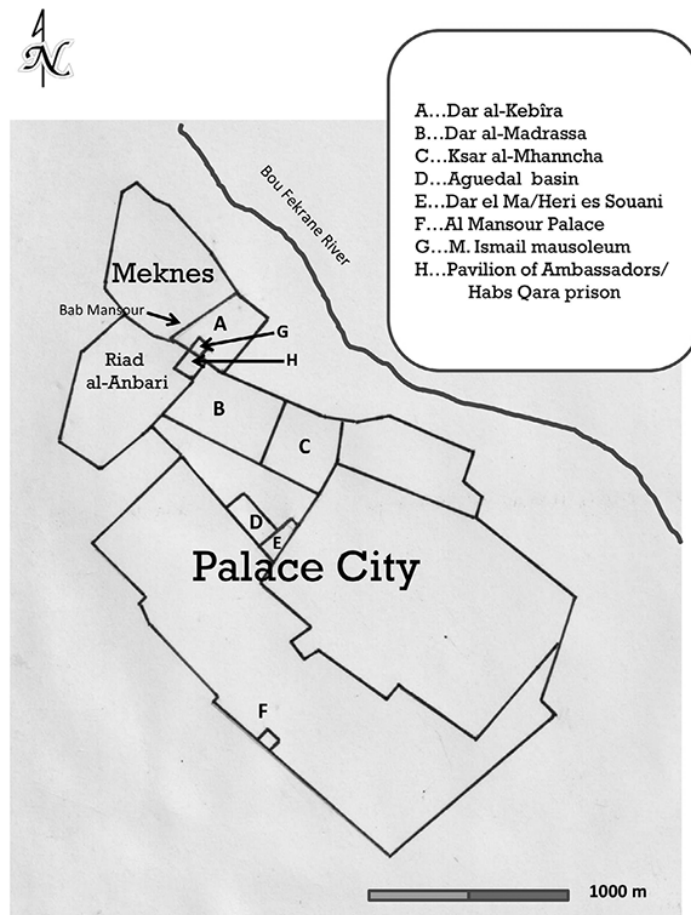 N
A...Dar al-Kebîra
B...Dar al-Madrassa
C...Ksar al-Mhanncha
D...Aguedal basin
E...Dar el Ma/Heri es Souani
F...Al Mansour Palace
G...M. Ismail mausoleum
H...Pavilion of Ambassadors/
Habs Qara prison
Bou Fekrane River
Meknes
Bab Mansour
A
G
H
Riad
al-Anbari
B
C
D
E
Palace City
F
1000 m